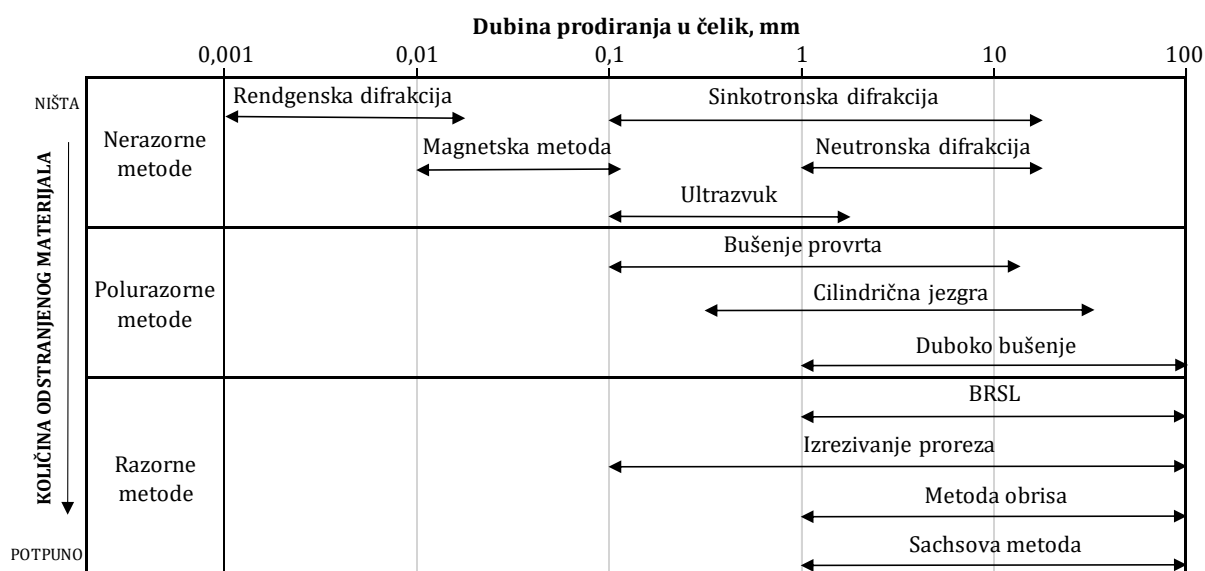 Dubina prodiranja u čelik, mm
0,001 0,01 0,1 1 10 100
NIŠTA
KOLIČINA ODSTRANJENOG MATERIJALA
POTPUNO
Nerazorne
metode
Rendgenska difrakcija
Sinkotronska difrakcija
Magnetska metoda
Neutronska difrakcija
Ultrazvuk
Polurazorne
metode
Bušenje provrta
Cilindrična jezgra
Duboko bušenje
Razorne
metode
BRSL
Izrezivanje proreza
Metoda obrisa
Sachsova metoda